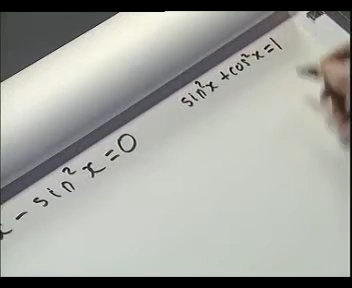 sin²x + cos²x = 1
x - sin²x = 0